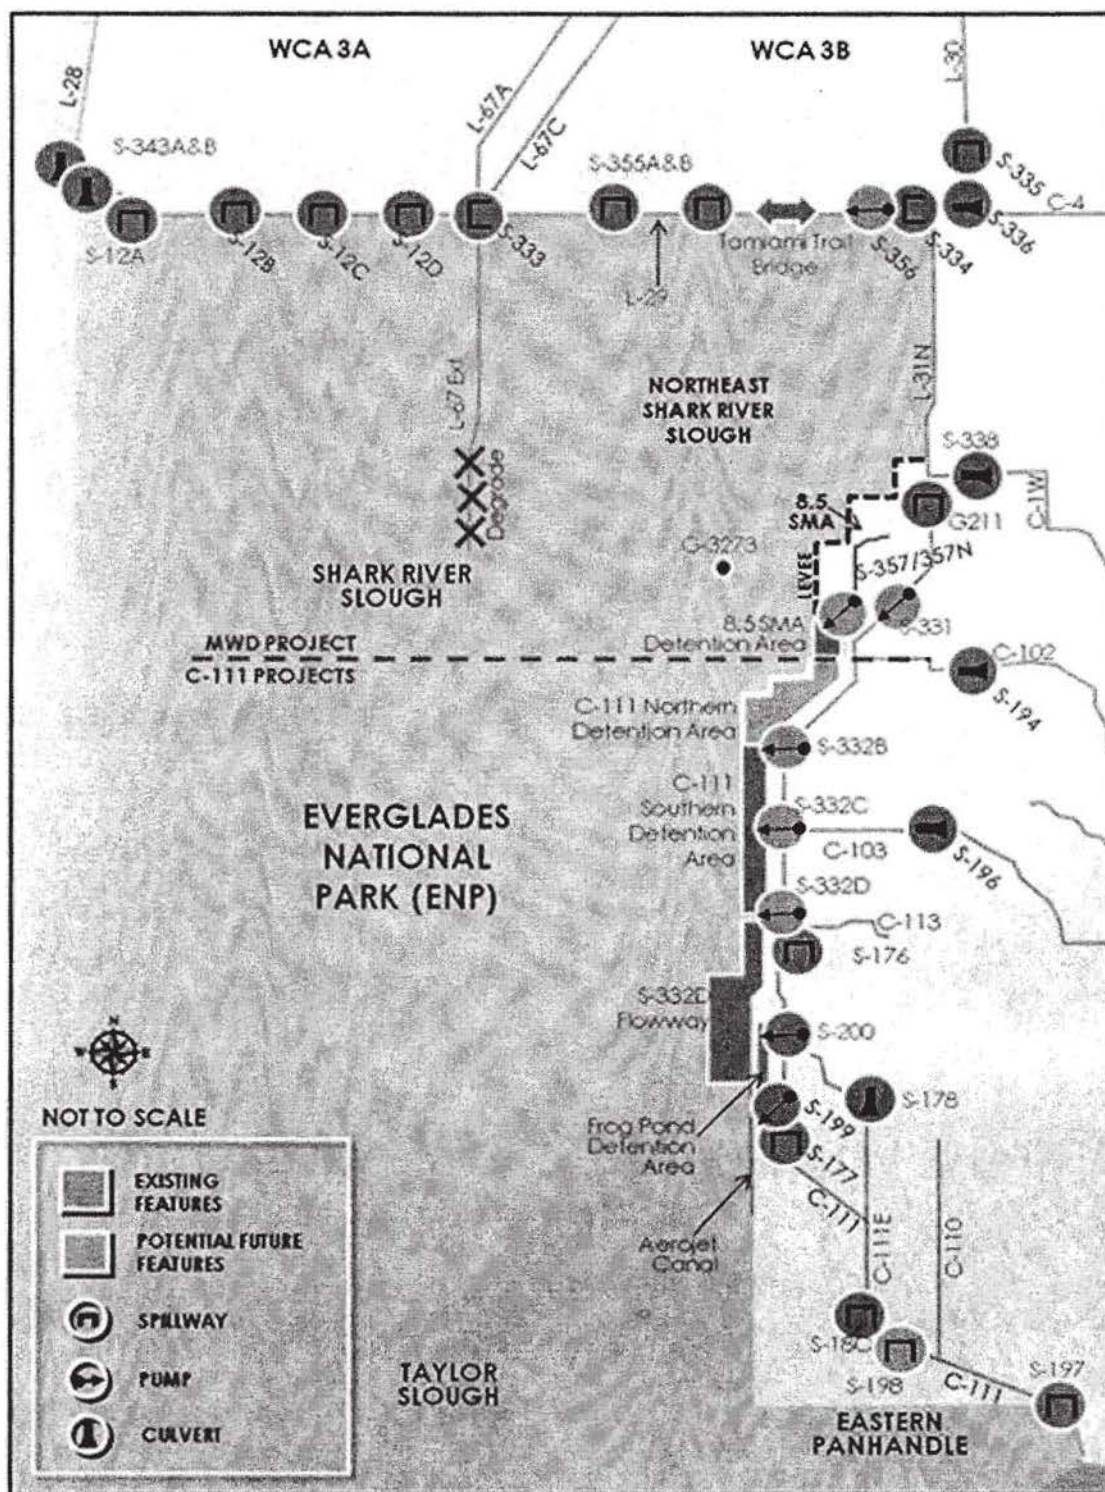 WCA 3A
WCA 3B
L-28
L-67A
L-67C
L-30
S-343A&B
S-355A&B
S-335
C-4
S-336
S-12A
S-12B
S-12C
S-12D
S-333
L-29
Tamiami Trail
Bridge
S-356
S-334
L-67 Ext
Degrade
NORTHEAST
SHARK RIVER
SLOUGH
L-31N
S-338
C-1W
8.5
SMA
G211
G-3273
LEVEE
S-357/357N
S-331
SHARK RIVER
SLOUGH
8.5 SMA
Detention Area
MWD PROJECT
C-111 PROJECTS
C-102
S-194
C-111 Northern
Detention Area
S-332B
C-111
Southern
Detention
Area
S-332C
C-103
S-196
EVERGLADES
NATIONAL
PARK (ENP)
S-332D
C-113
S-176
S-332D
Flowway
S-200
S-178
N
W
E
S
NOT TO SCALE
Frog Pond
Detention
Area
S-199
S-177
C-111
C-111E
C-110
Aerojet
Canal
EXISTING
FEATURES
POTENTIAL FUTURE
FEATURES
SPILLWAY
PUMP
CULVERT
TAYLOR
SLOUGH
S-18C
S-198
C-111
S-197
EASTERN
PANHANDLE